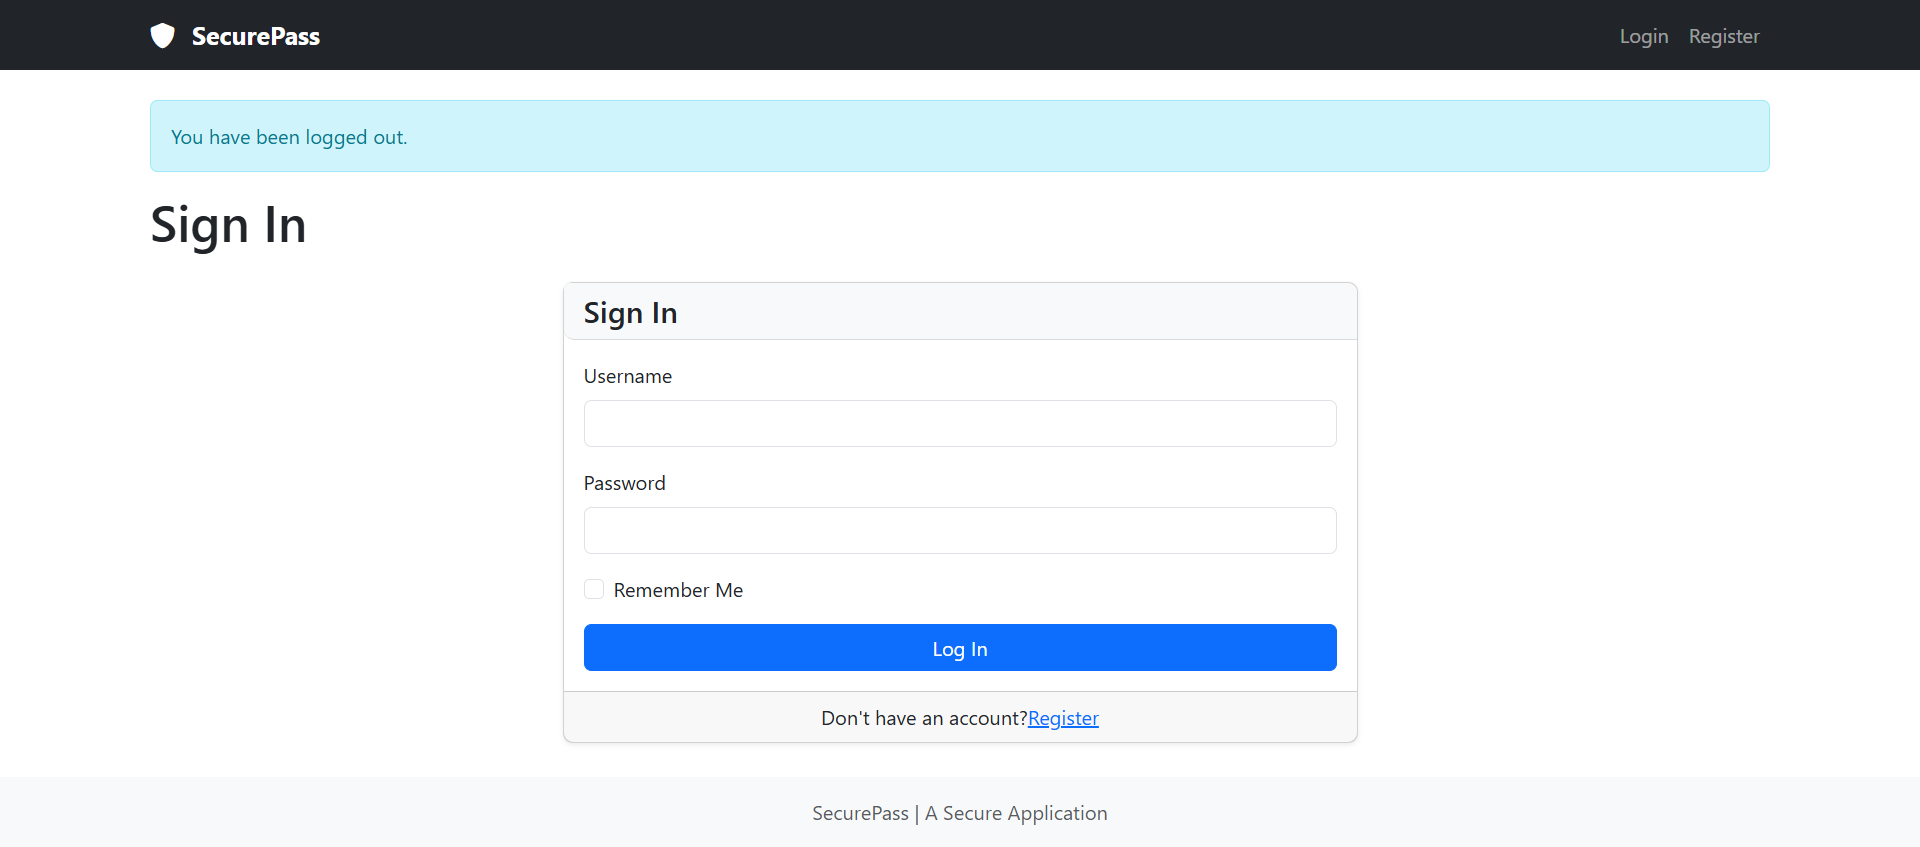 SecurePass
Login Register
You have been logged out.
Sign In
Sign In
Username
Password
Remember Me
Log In
Don't have an account?Register
SecurePass | A Secure Application